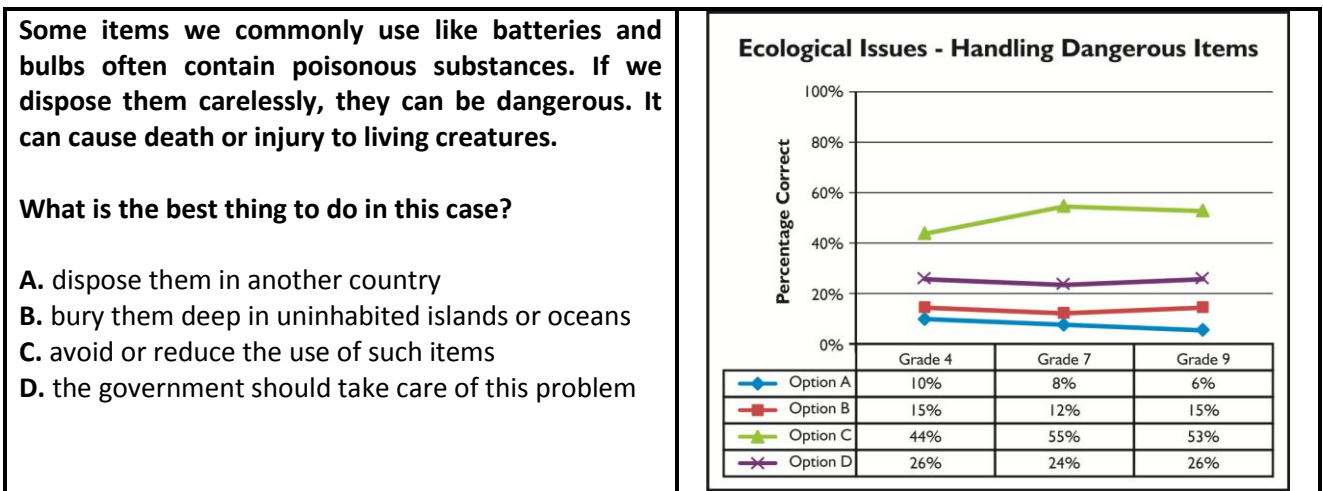 Some items we commonly use like batteries and
bulbs often contain poisonous substances. If we
dispose them carelessly, they can be dangerous. It
can cause death or injury to living creatures.
What is the best thing to do in this case?
A. dispose them in another country
B. bury them deep in uninhabited islands or oceans
C. avoid or reduce the use of such items
D. the government should take care of this problem
Ecological Issues - Handling Dangerous Items
Percentage Correct
100%
80%
60%
40%
20%
0%
Grade 4 Grade 7 Grade 9
Option A 10% 8% 6%
Option B 15% 12% 15%
Option C 44% 55% 53%
Option D 26% 24% 26%